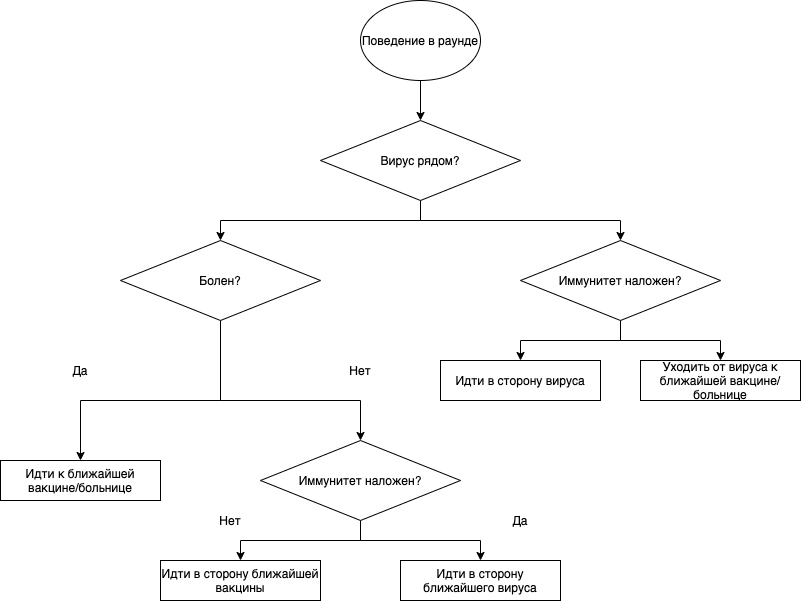 Поведение в раунде
Вирус рядом?
Болен?
Иммунитет наложен?
Да
Нет
Идти в сторону вируса
Уходить от вируса к
ближайшей вакцине/
больнице
Идти к ближайшей
вакцине/больнице
Иммунитет наложен?
Нет
Да
Идти в сторону ближайшей
вакцины
Идти в сторону
ближайшего вируса